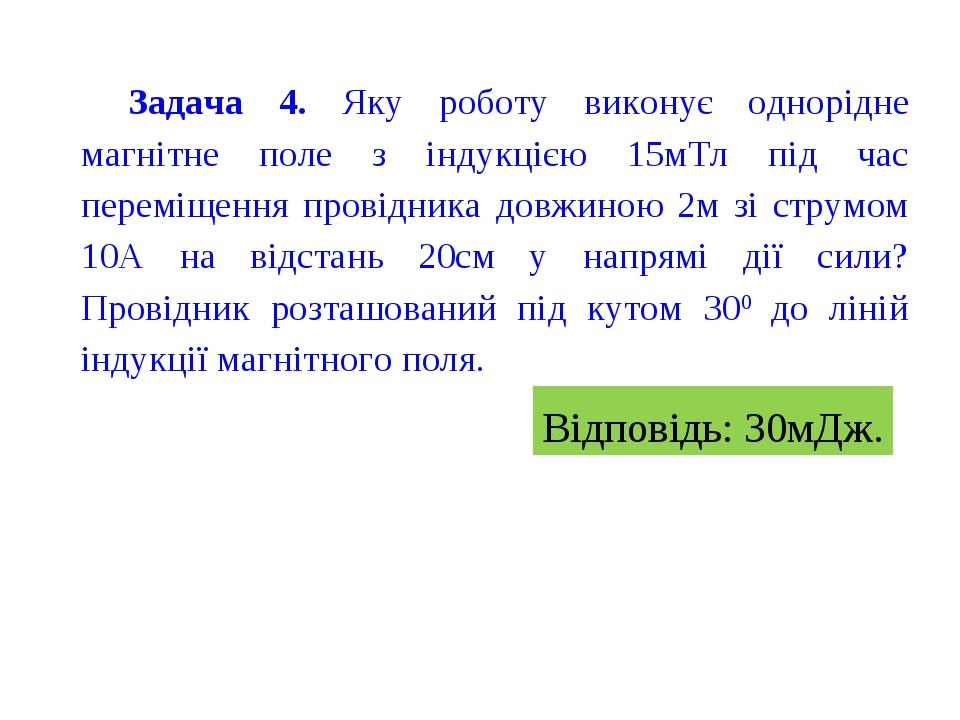 Задача 4. Яку роботу виконує однорідне
магнітне поле з індукцією 15мТл під час
переміщення провідника довжиною 2м зі струмом
10А на відстань 20см у напрямі дії сили?
Провідник розташований під кутом 30⁰ до ліній
індукції магнітного поля.
Відповідь: 30мДж.